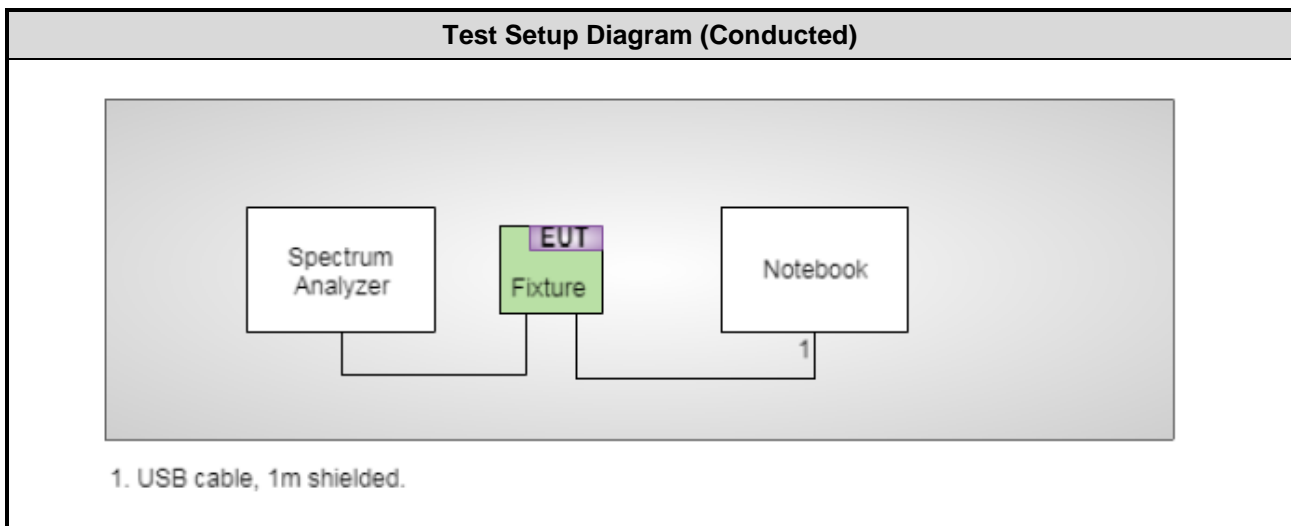 Test Setup Diagram (Conducted)
Spectrum
Analyzer
EUT
Fixture
Notebook
1
1. USB cable, 1m shielded.